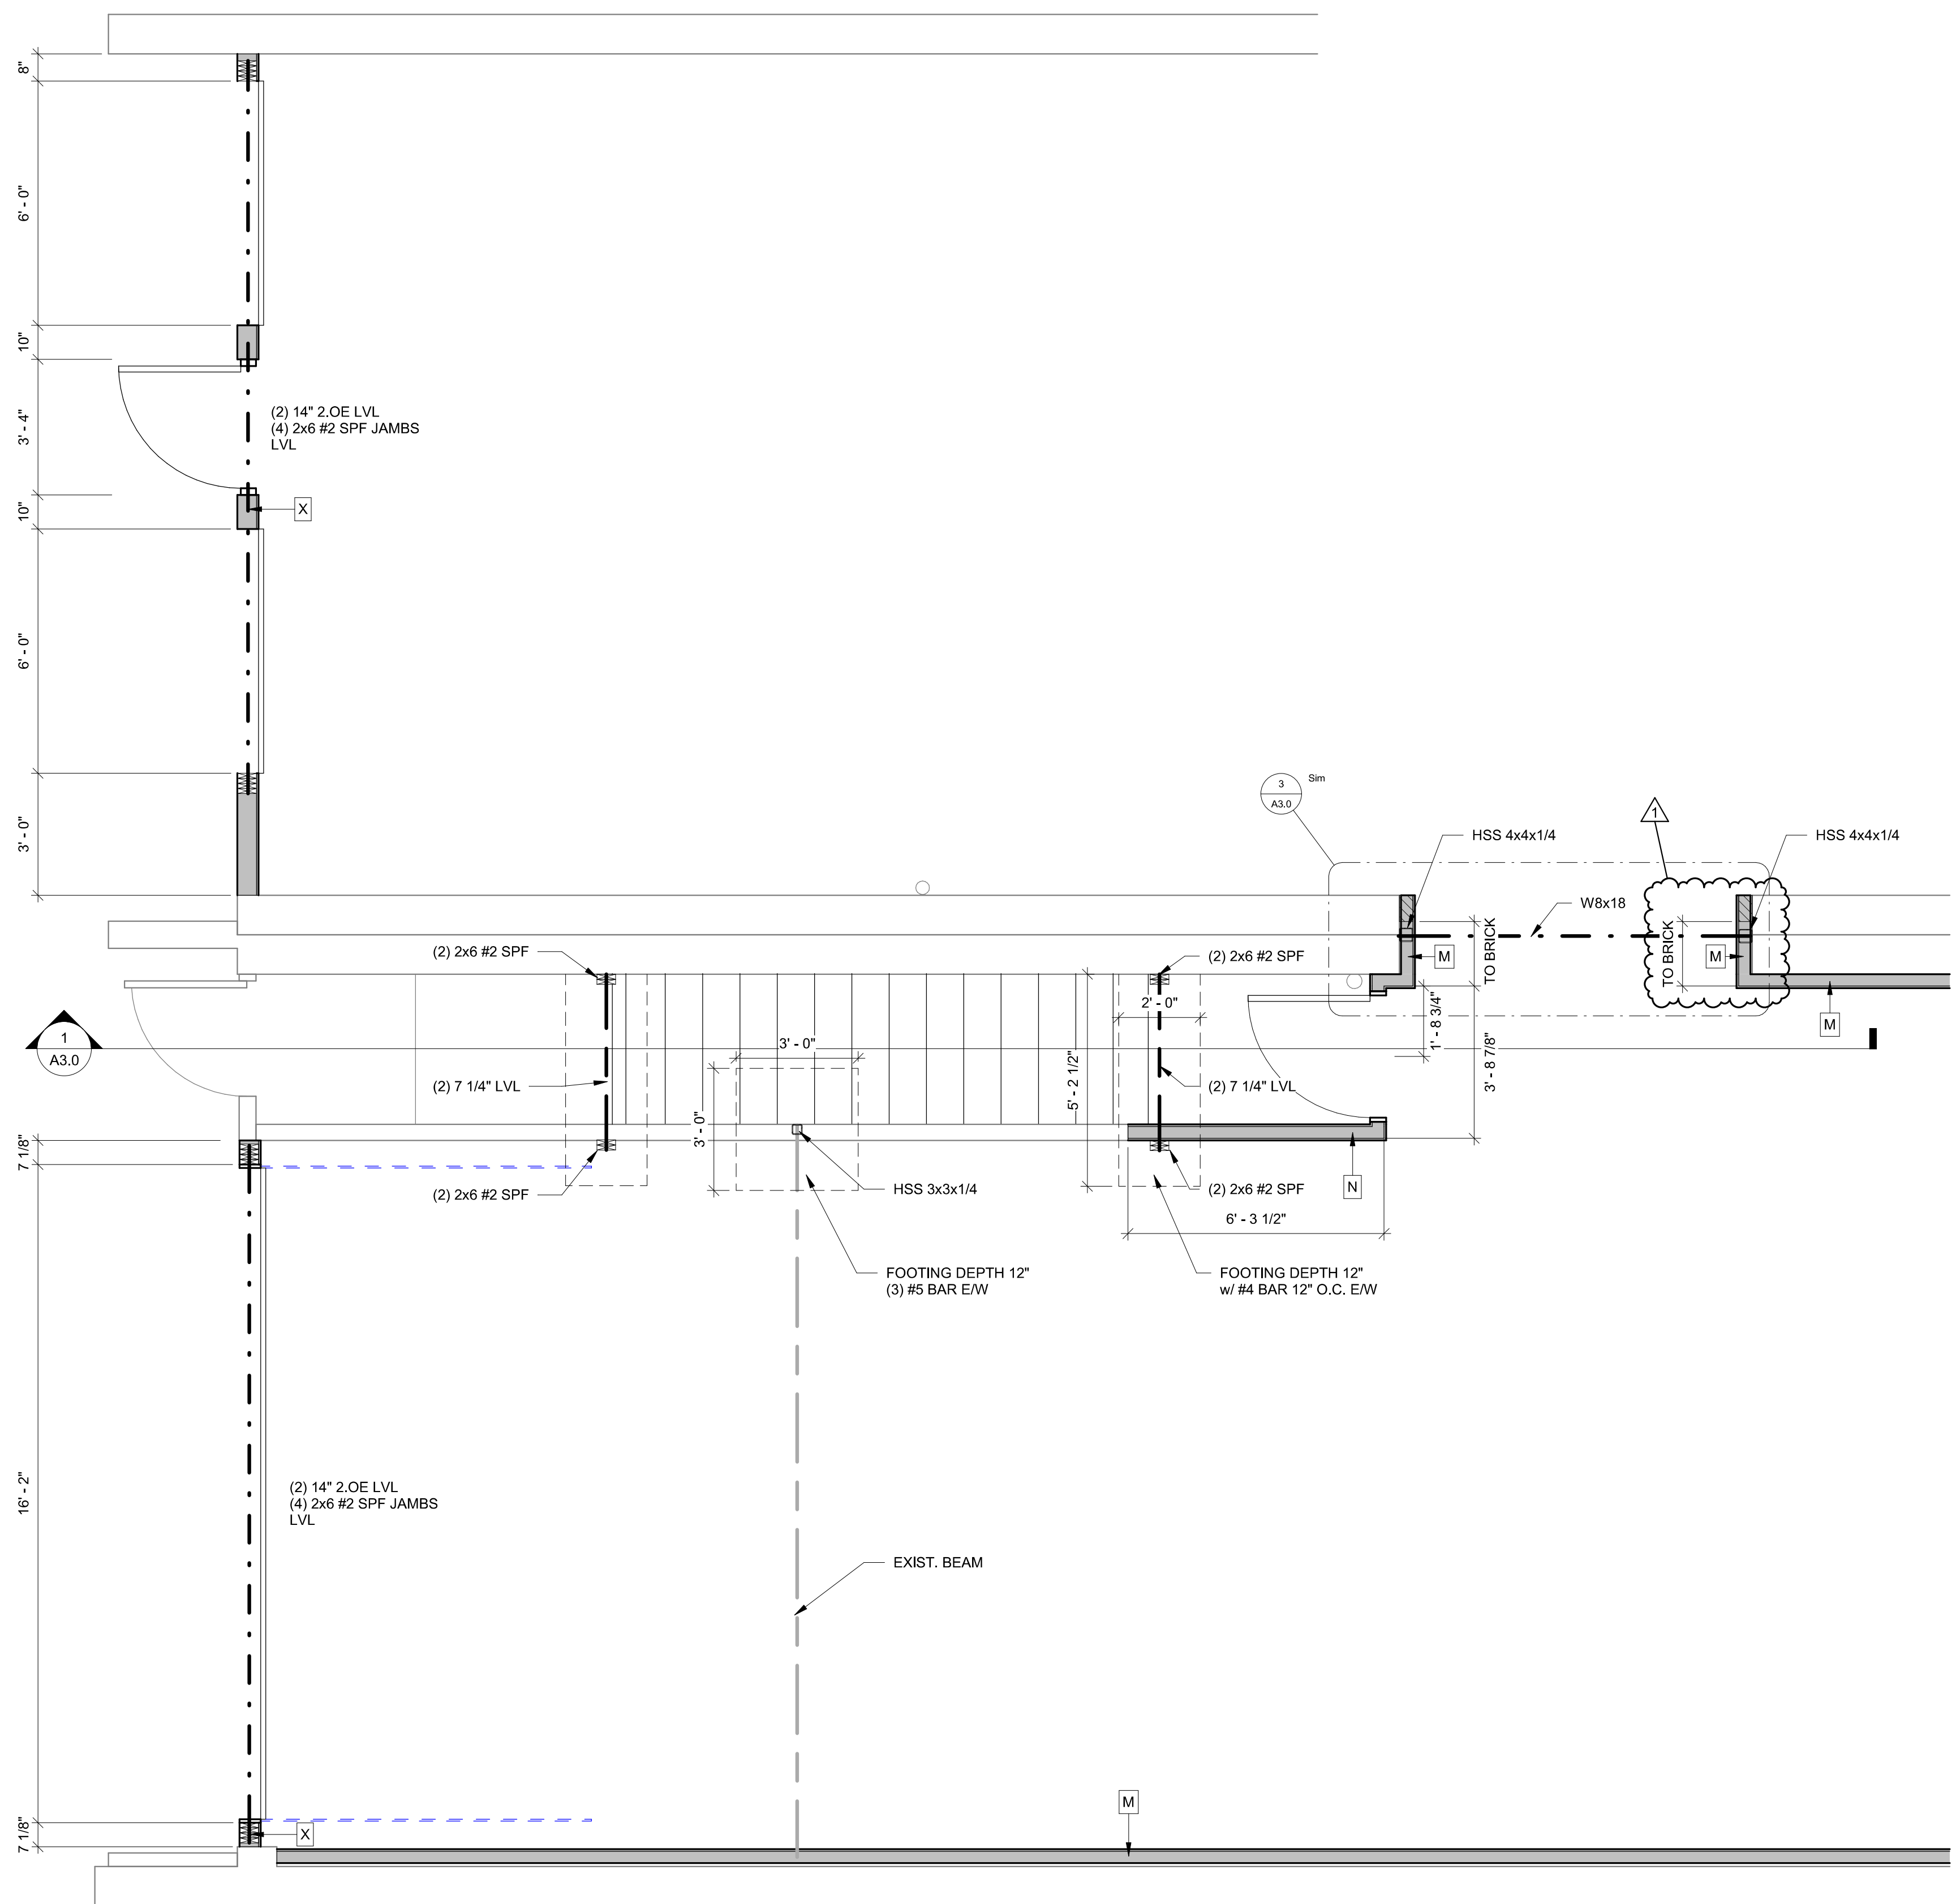 8"
6' - 0"
10"
3' - 4"
(2) 14" 2.OE LVL
(4) 2x6 #2 SPF JAMBS
LVL
10"
X
6' - 0"
3' - 0"
3
A3.0
Sim
1
HSS 4x4x1/4
HSS 4x4x1/4
W8x18
TO BRICK
TO BRICK
M
M
M
(2) 2x6 #2 SPF
(2) 2x6 #2 SPF
2' - 0"
1' - 8 3/4"
3' - 8 7/8"
1
A3.0
3' - 0"
(2) 7 1/4" LVL
5' - 2 1/2"
(2) 7 1/4" LVL
3' - 0"
7 1/8"
(2) 2x6 #2 SPF
HSS 3x3x1/4
(2) 2x6 #2 SPF
N
6' - 3 1/2"
FOOTING DEPTH 12"
(3) #5 BAR E/W
FOOTING DEPTH 12"
w/ #4 BAR 12" O.C. E/W
16' - 2"
(2) 14" 2.OE LVL
(4) 2x6 #2 SPF JAMBS
LVL
EXIST. BEAM
M
7 1/8"
X